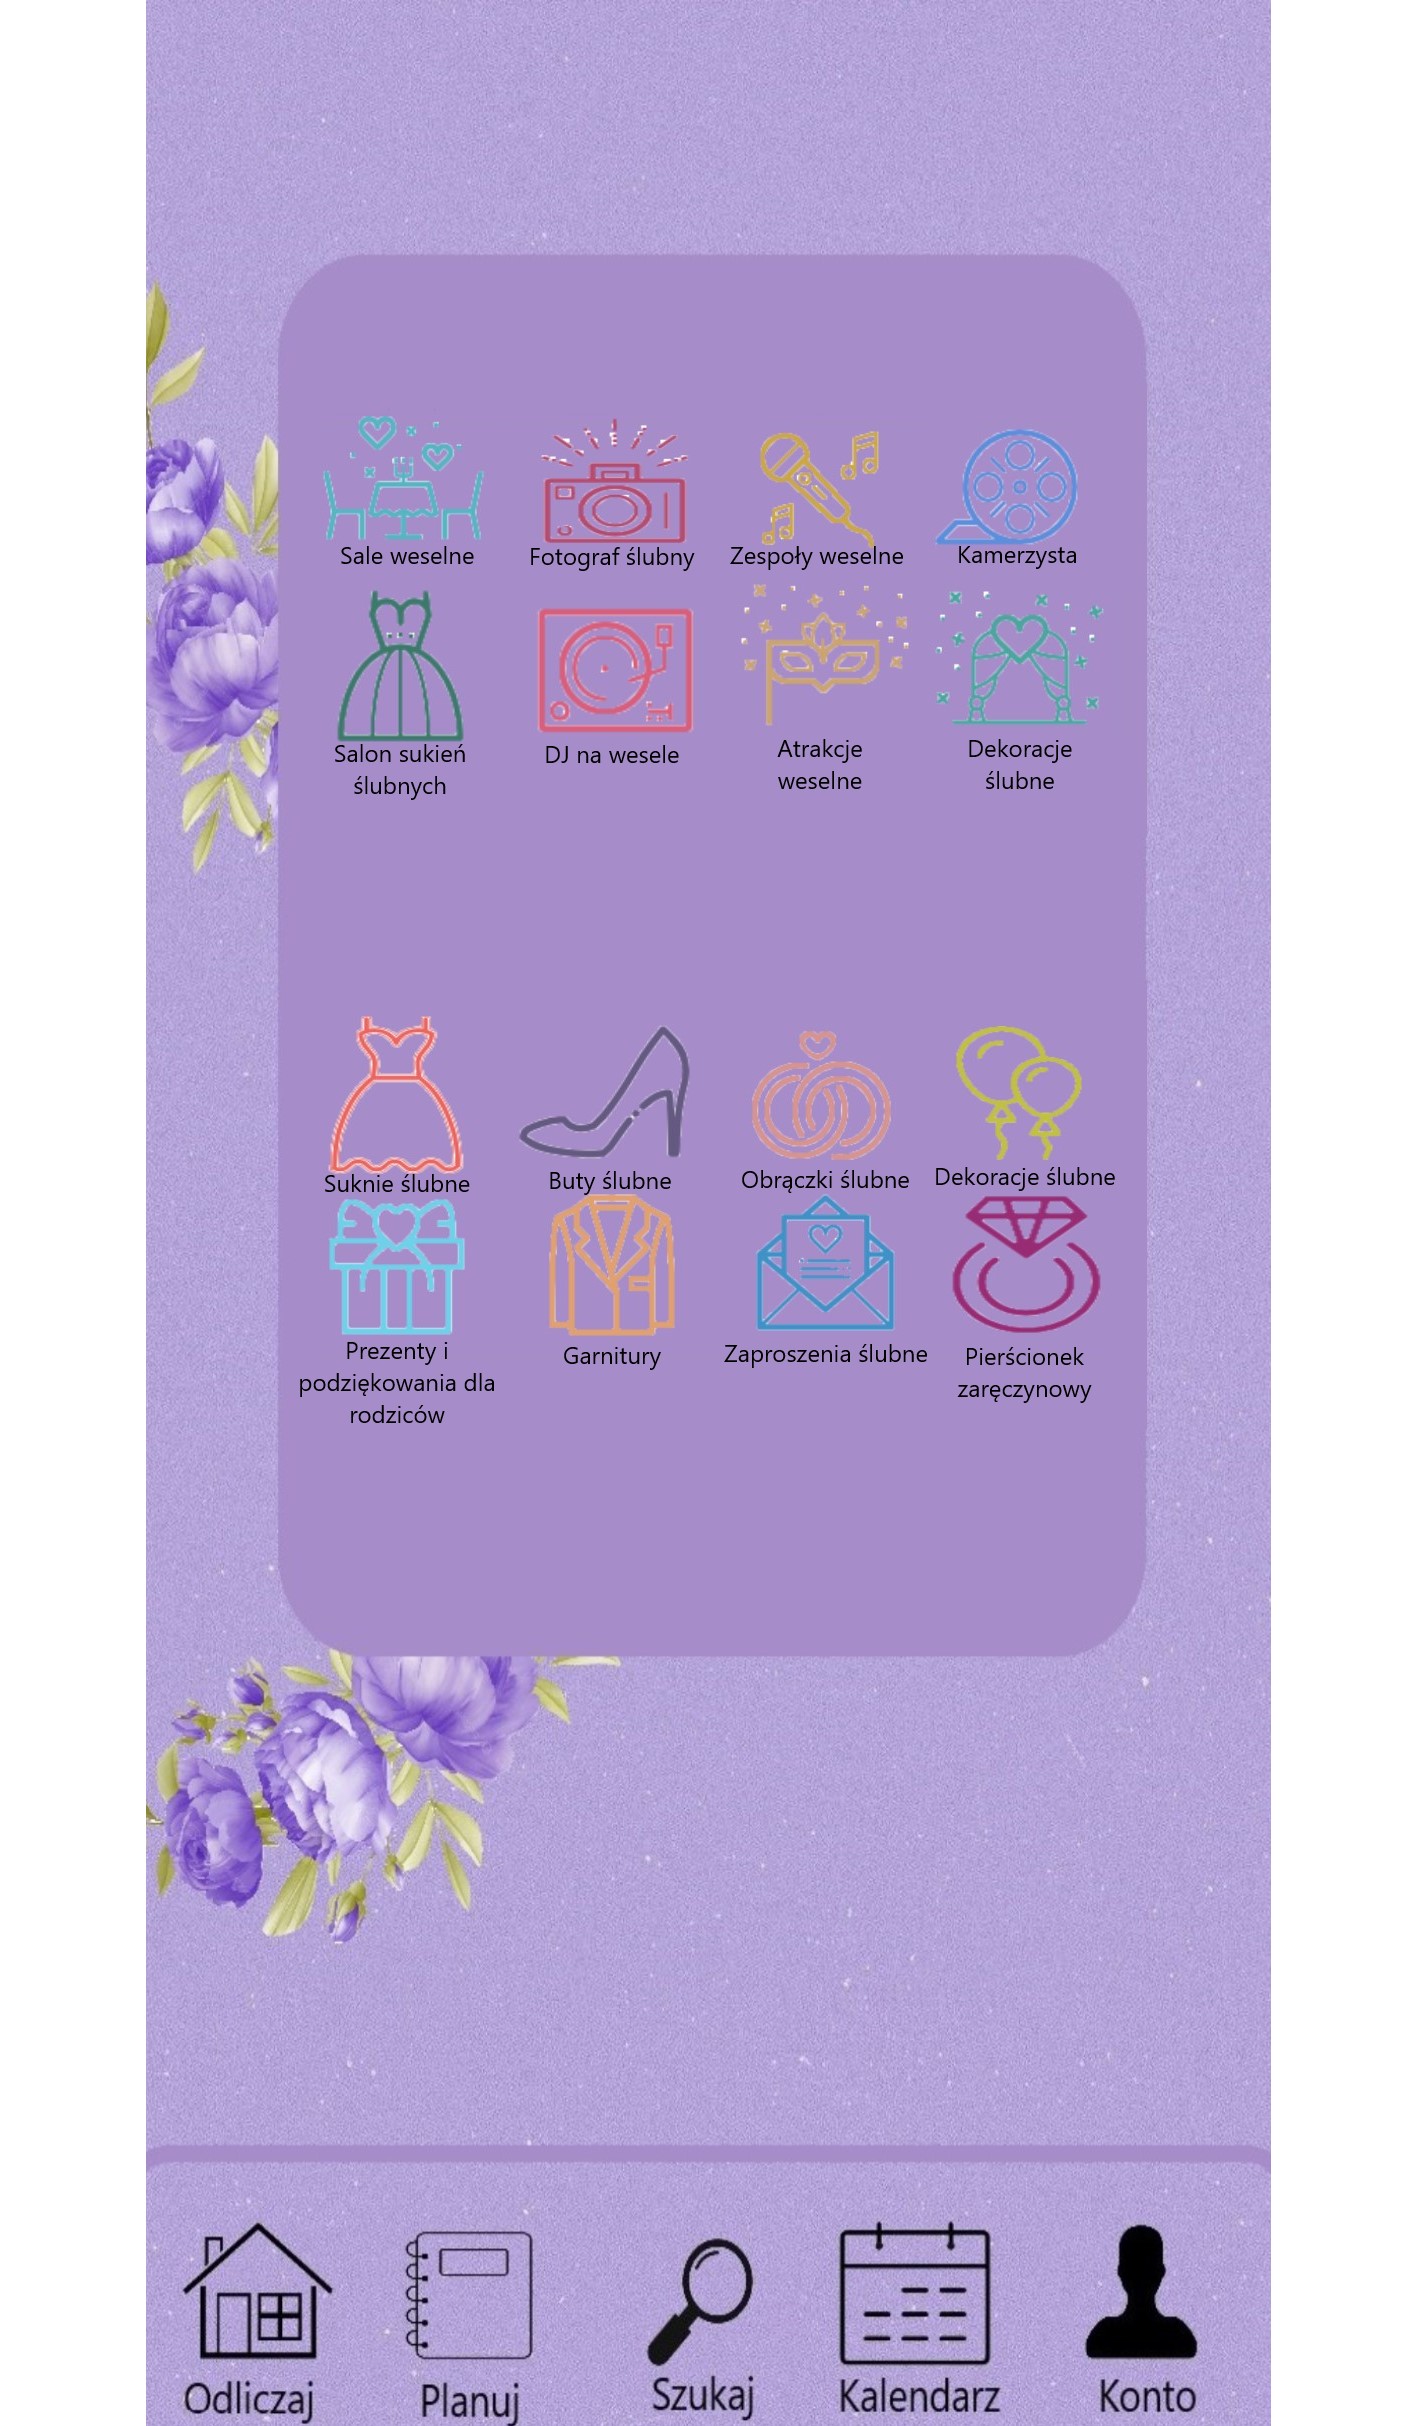 Sale weselne
Fotograf ślubny
Zespoły weselne
Kamerzysta
Salon sukień
ślubnych
DJ na wesele
Atrakcje
weselne
Dekoracje
ślubne
Suknie ślubne
Buty ślubne
Obrączki ślubne
Dekoracje ślubne
Prezenty i
podziękowania dla
rodziców
Garnitury
Zaproszenia ślubne
Pierścionek
zaręczynowy
Odliczaj
Planuj
Szukaj
Kalendarz
Konto